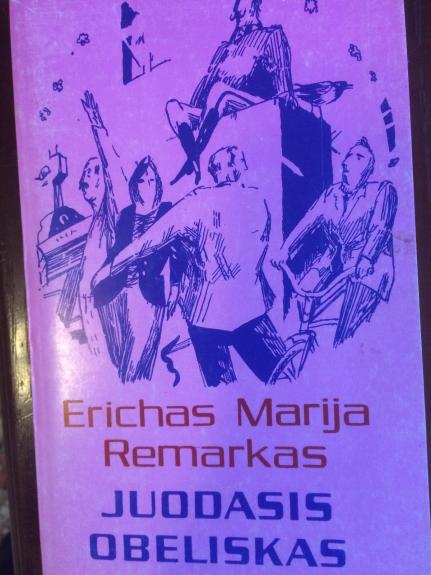 Erichas Marija
Remarkas
JUODASIS
OBELISKAS